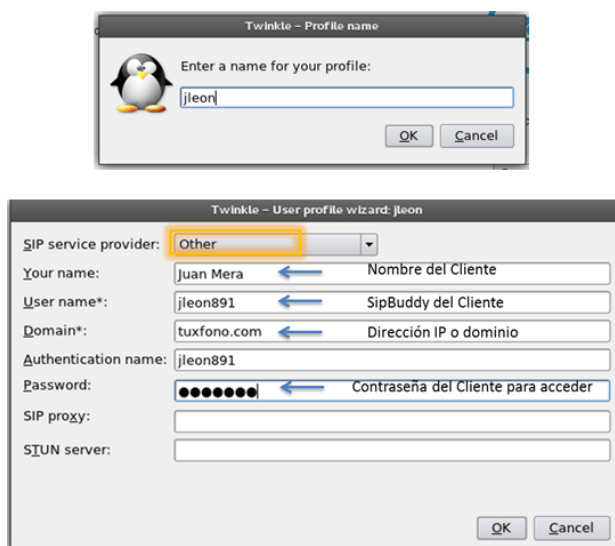 Twinkle – Profile name
Enter a name for your profile:
jleon
OK Cancel
Twinkle – User profile wizard: jleon
SIP service provider: Other
Your name: Juan Mera Nombre del Cliente
User name*: jleon891 SipBuddy del Cliente
Domain*: tuxfono.com Dirección IP o dominio
Authentication name: jleon891
Password: ●●●●●●● Contraseña del Cliente para acceder
SIP proxy:
STUN server:
OK Cancel